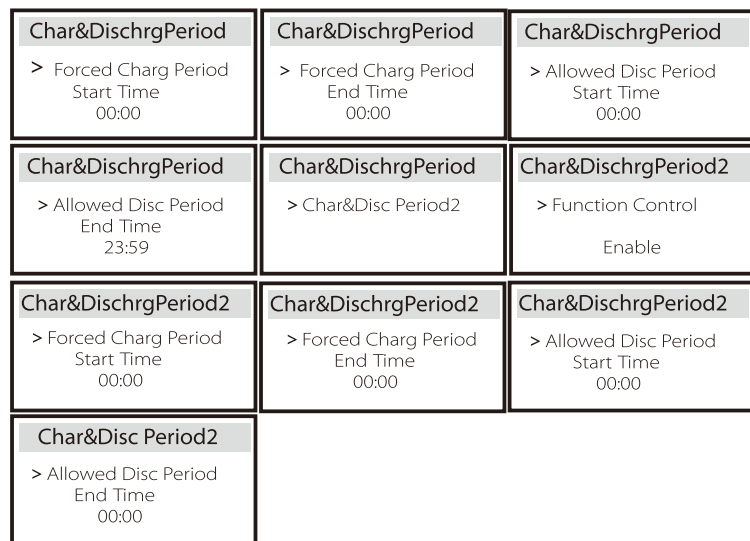 Char&DischrgPeriod
> Forced Charg Period
Start Time
00:00
Char&DischrgPeriod
> Forced Charg Period
End Time
00:00
Char&DischrgPeriod
> Allowed Disc Period
Start Time
00:00
Char&DischrgPeriod
> Allowed Disc Period
End Time
23:59
Char&DischrgPeriod
> Char&Disc Period2
Char&DischrgPeriod2
> Function Control
Enable
Char&DischrgPeriod2
> Forced Charg Period
Start Time
00:00
Char&DischrgPeriod2
> Forced Charg Period
End Time
00:00
Char&DischrgPeriod2
> Allowed Disc Period
Start Time
00:00
Char&Disc Period2
> Allowed Disc Period
End Time
00:00